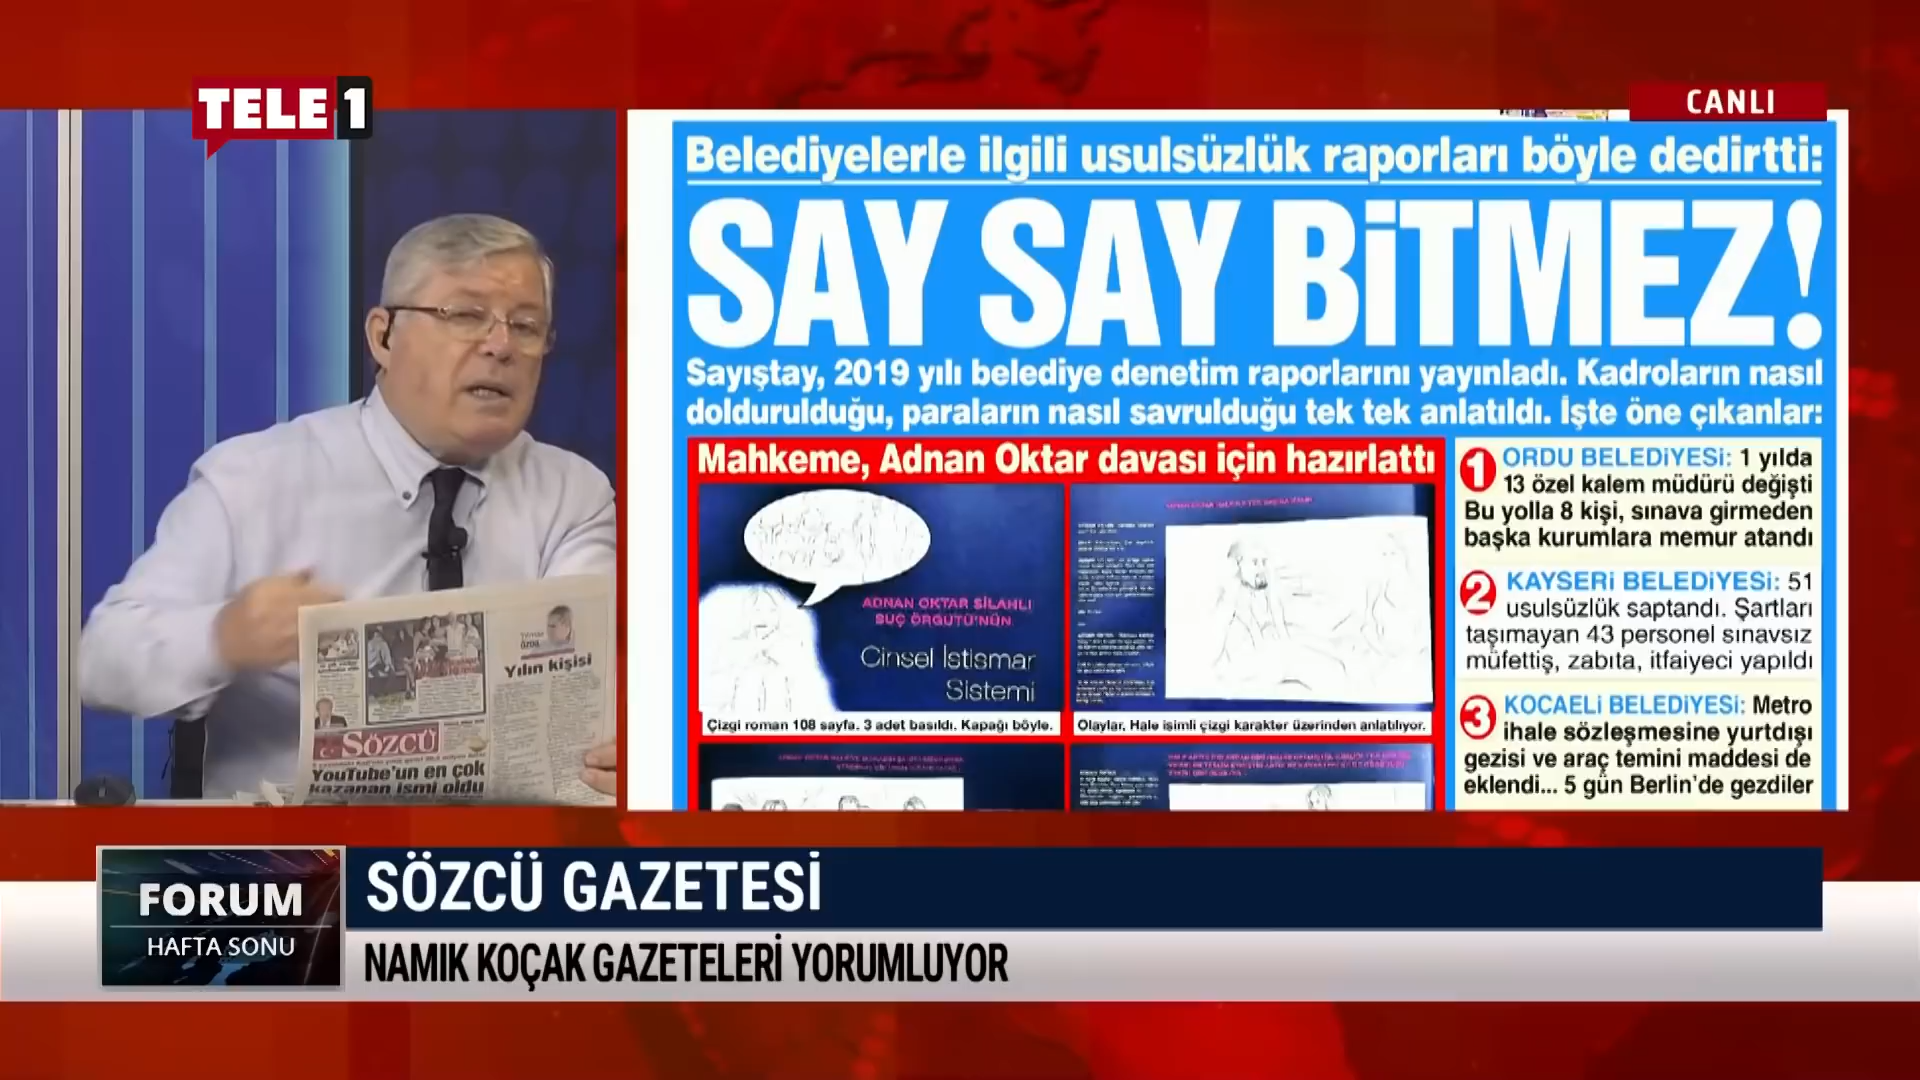 TELE 1
CANLI
Belediyelerle ilgili usulsüzlük raporları böyle dedirtti:
SAY SAY BİTMEZ!
Sayıştay, 2019 yılı belediye denetim raporlarını yayınladı. Kadroların nasıl
doldurulduğu, paraların nasıl savrulduğu tek tek anlatıldı. İşte öne çıkanlar:
Mahkeme, Adnan Oktar davası için hazırlattı
ADNAN OKTAR SİLAHLI
SUÇ ÖRGÜTÜ'NÜN
Cinsel İstismar
Sistemi
Çizgi roman 108 sayfa. 3 adet basıldı. Kapağı böyle.
Olaylar, Hale isimli çizgi karakter üzerinden anlatılıyor.
1 ORDU BELEDİYESİ: 1 yılda
13 özel kalem müdürü değişti
Bu yolla 8 kişi, sınava girmeden
başka kurumlara memur atandı
2 KAYSERİ BELEDİYESİ: 51
usulsüzlük saptandı. Şartları
taşımayan 43 personel sınavsız
müfettiş, zabıta, itfaiyeci yapıldı
3 KOCAELİ BELEDİYESİ: Metro
ihale sözleşmesine yurtdışı
gezisi ve araç temini maddesi de
eklendi... 5 gün Berlin'de gezdiler
Yılmaz
ÖZDİL
Yılın kişisi
SÖZCÜ
YouTube'un en çok
kazanan ismi oldu
FORUM
HAFTA SONU
SÖZCÜ GAZETESİ
NAMIK KOÇAK GAZETELERİ YORUMLUYOR